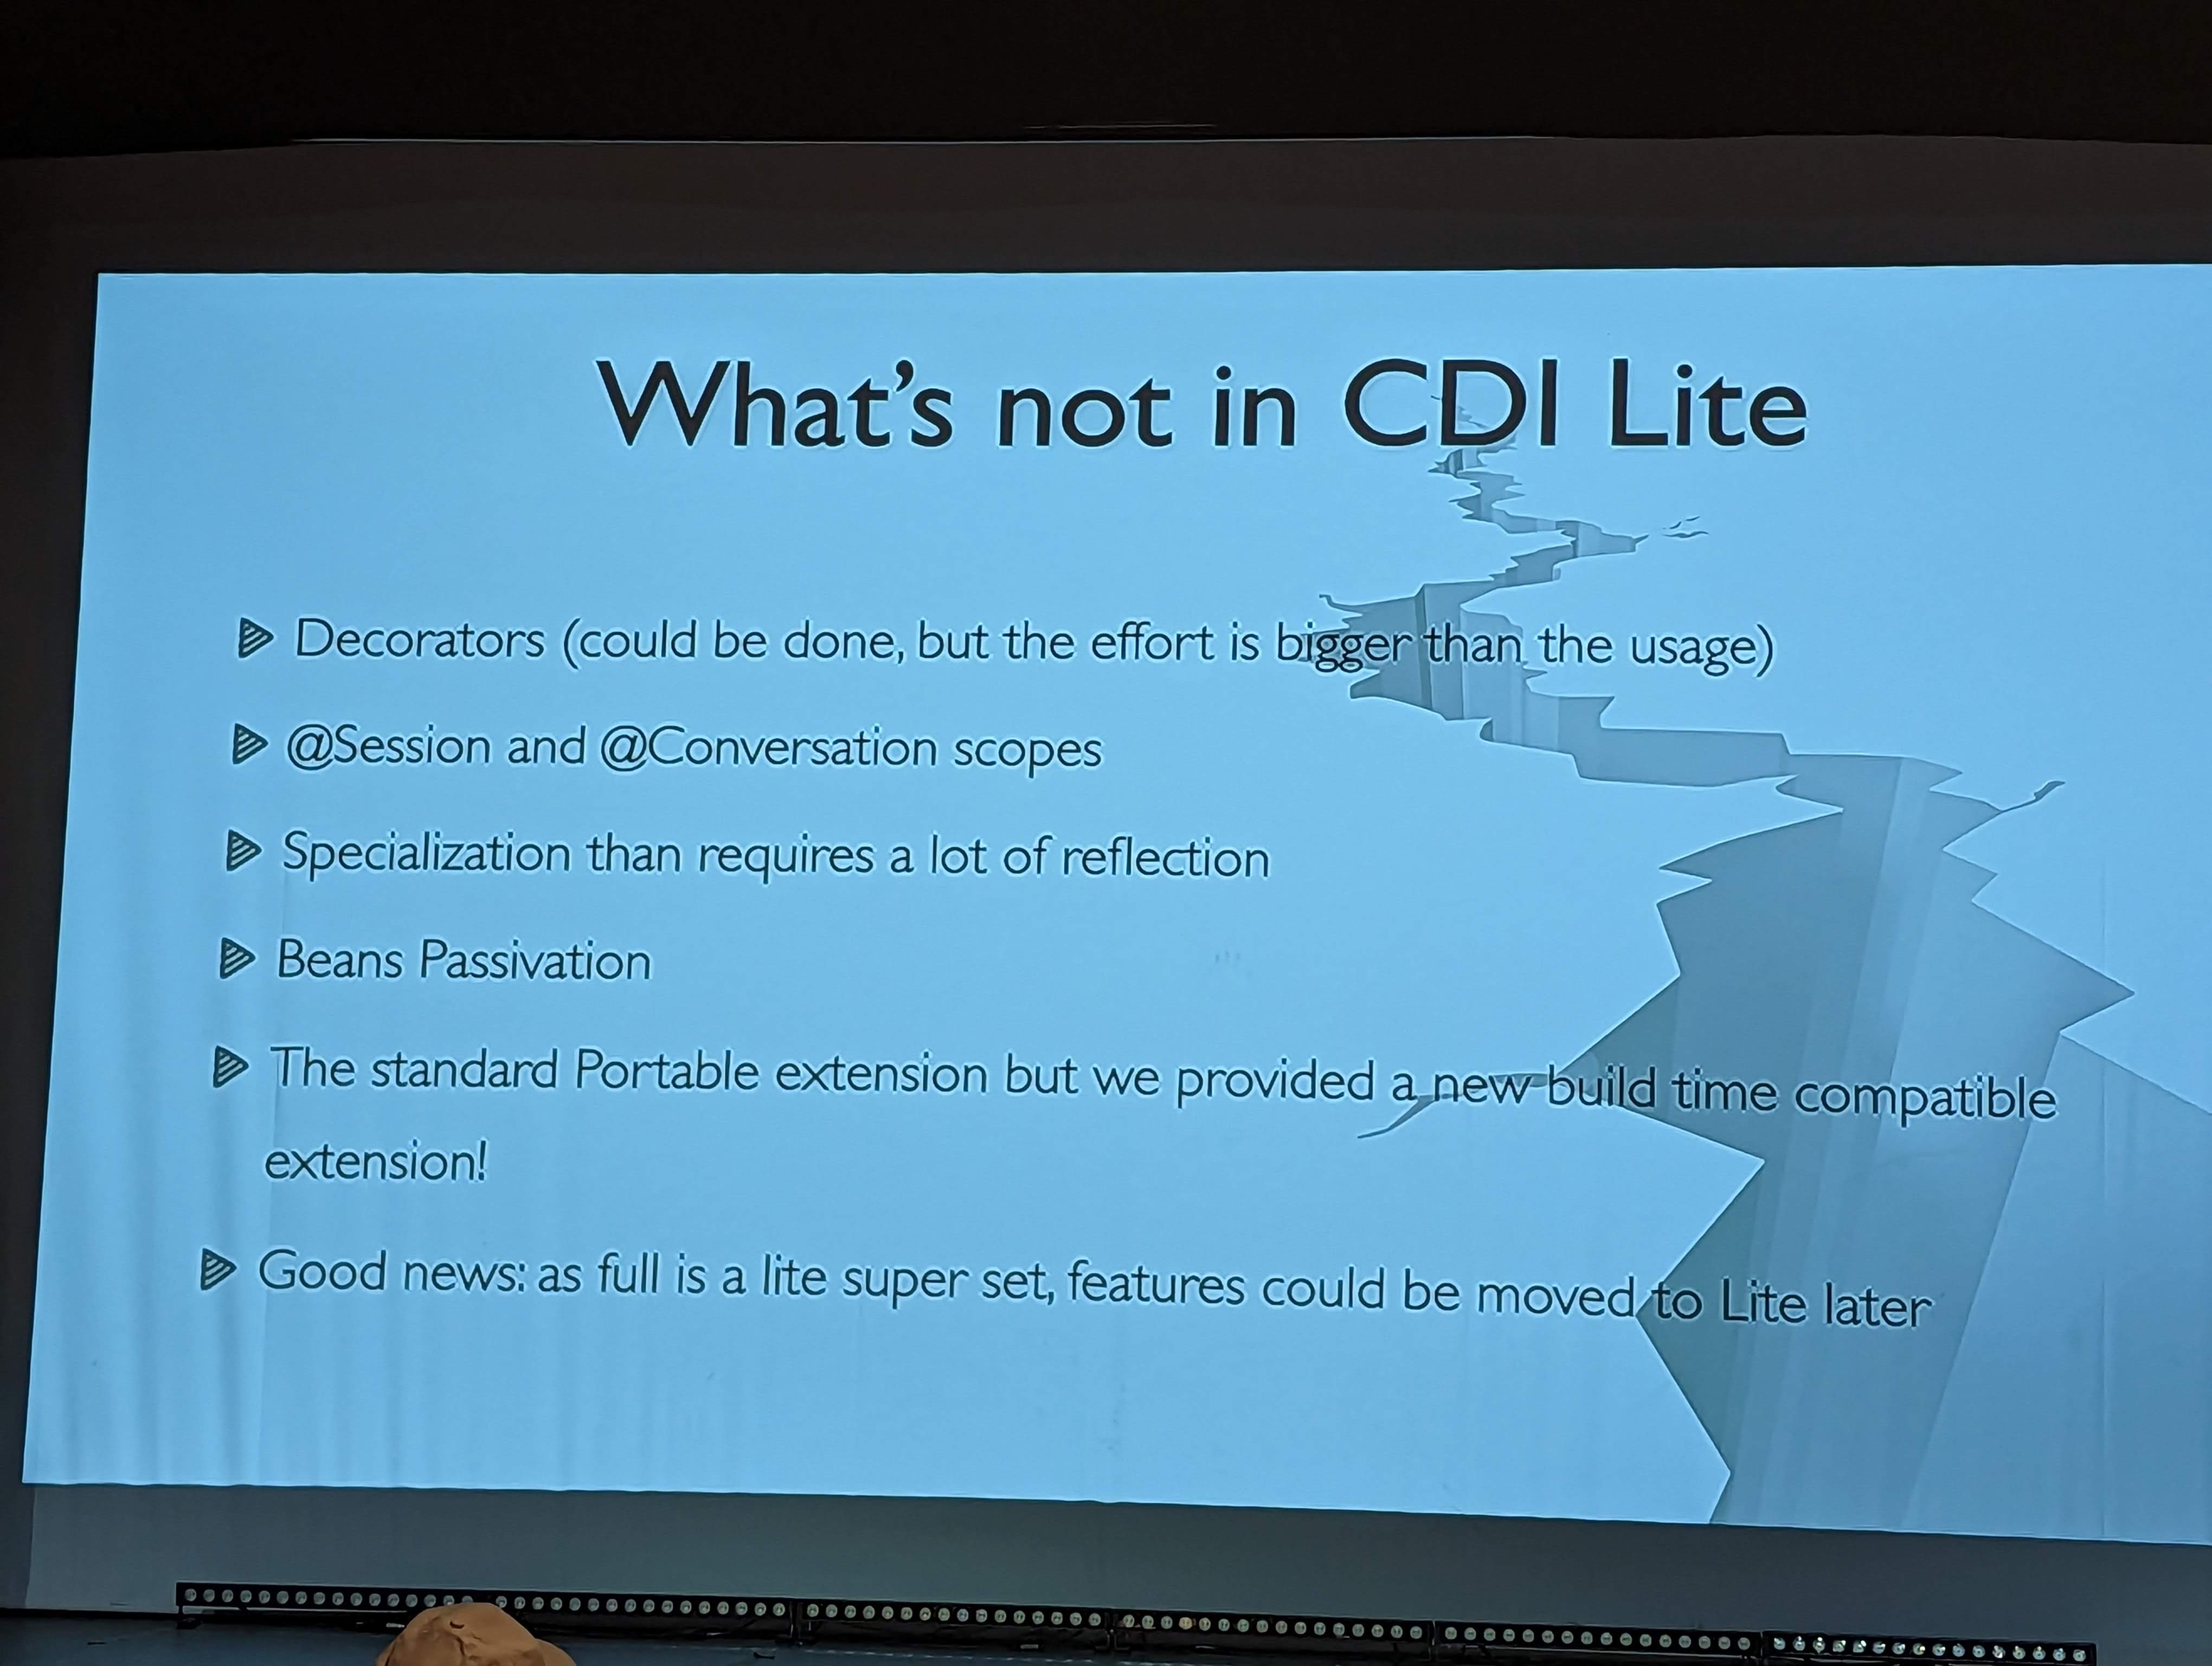 What's not in CDI Lite
Decorators (could be done, but the effort is bigger than the usage)
@Session and @Conversation scopes
Specialization than requires a lot of reflection
Beans Passivation
The standard Portable extension but we provided a new build time compatible
extension!
Good news: as full is a lite super set, features could be moved to Lite later